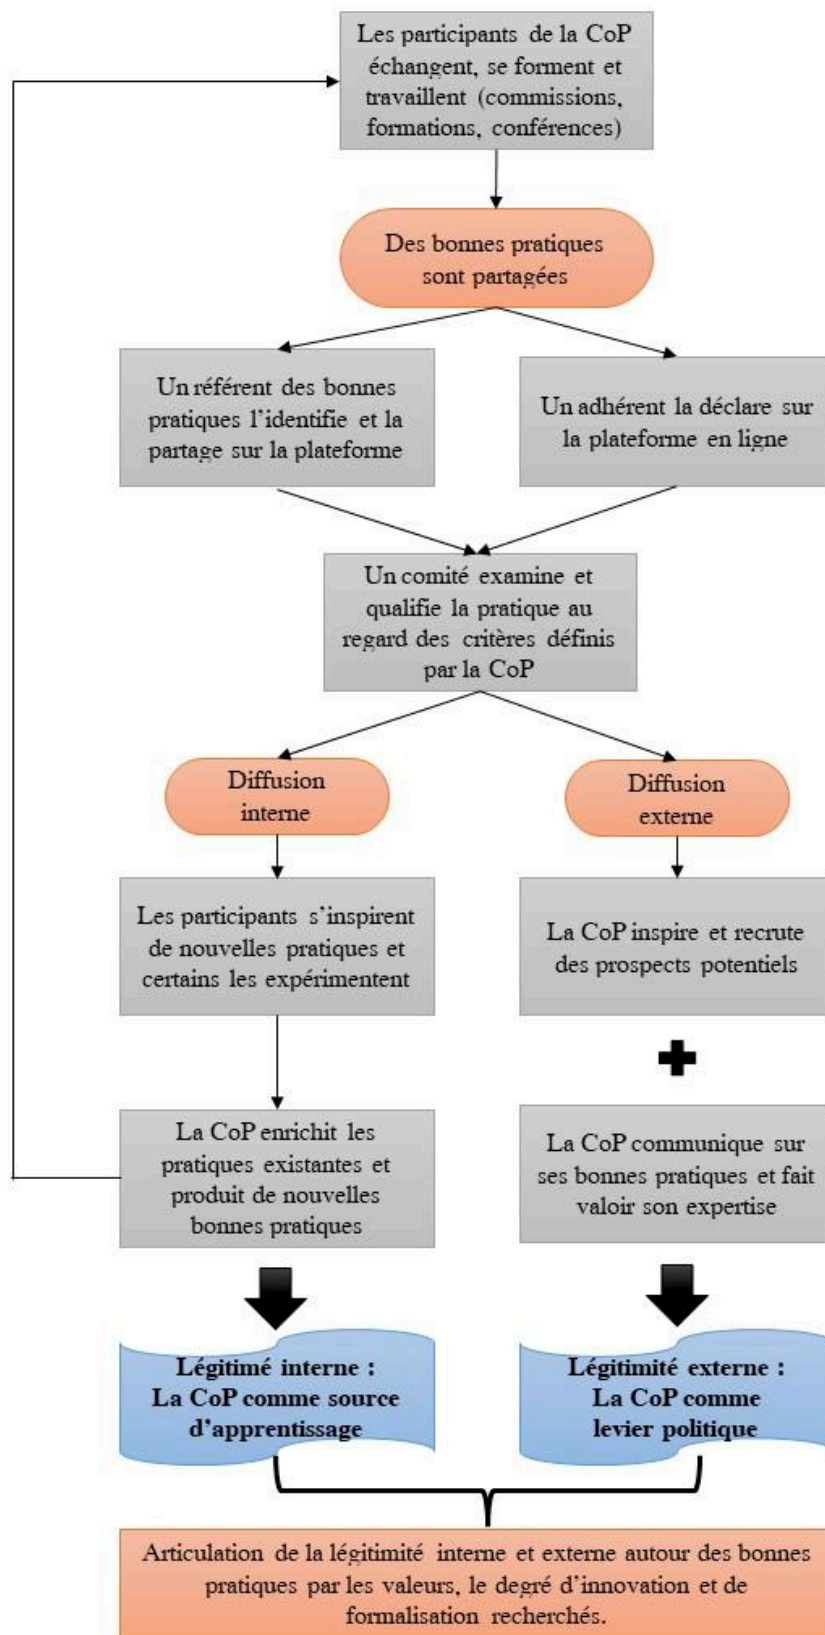 Les participants de la CoP
échangent, se forment et
travaillent (commissions,
formations, conférences)
Des bonnes pratiques
sont partagées
Un référent des bonnes
pratiques l’identifie et la
partage sur la plateforme
Un adhérent la déclare sur
la plateforme en ligne
Un comité examine et
qualifie la pratique au
regard des critères définis
par la CoP
Diffusion
interne
Diffusion
externe
Les participants s’inspirent
de nouvelles pratiques et
certains les expérimentent
La CoP inspire et recrute
des prospects potentiels
La CoP enrichit les
pratiques existantes et
produit de nouvelles
bonnes pratiques
La CoP communique sur
ses bonnes pratiques et fait
valoir son expertise
Légitimé interne :
La CoP comme source
d’apprentissage
Légitimité externe :
La CoP comme
levier politique
Articulation de la légitimité interne et externe autour des bonnes
pratiques par les valeurs, le degré d’innovation et de
formalisation recherchés.